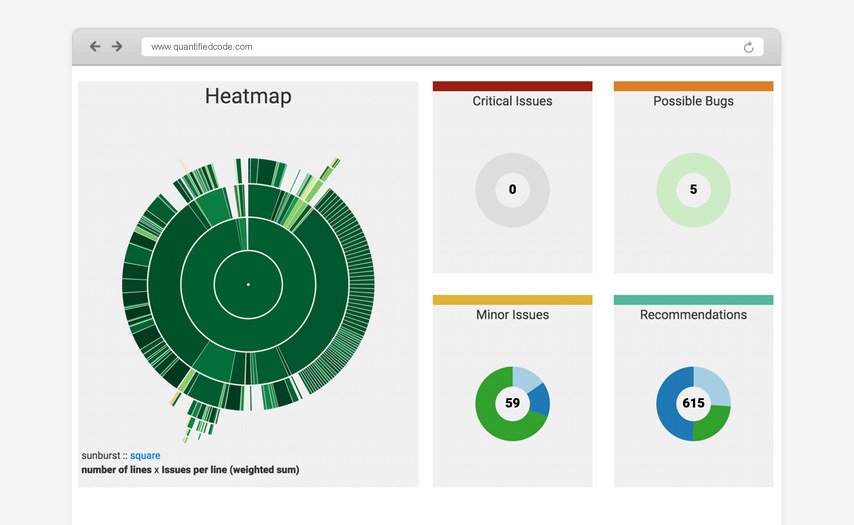 www.quantifiedcode.com
Heatmap
sunburst :: square
number of lines x Issues per line (weighted sum)
Critical Issues
0
Possible Bugs
5
Minor Issues
59
Recommendations
615